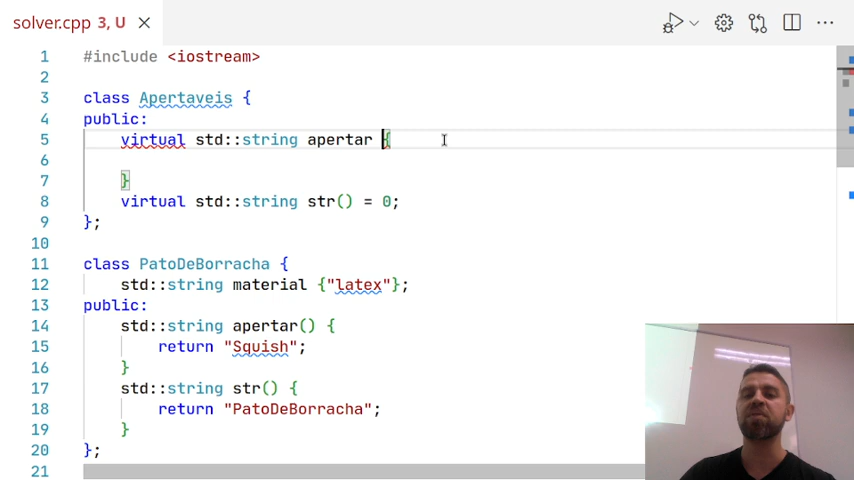 solver.cpp 3, U
1 #include <iostream>
2
3 class Apertaveis {
4 public:
5 virtual std::string apertar {
6
7 }
8 virtual std::string str() = 0;
9 };
10
11 class PatoDeBorracha {
12 std::string material {"latex"};
13 public:
14 std::string apertar() {
15 return "Squish";
16 }
17 std::string str() {
18 return "PatoDeBorracha";
19 }
20 };
21